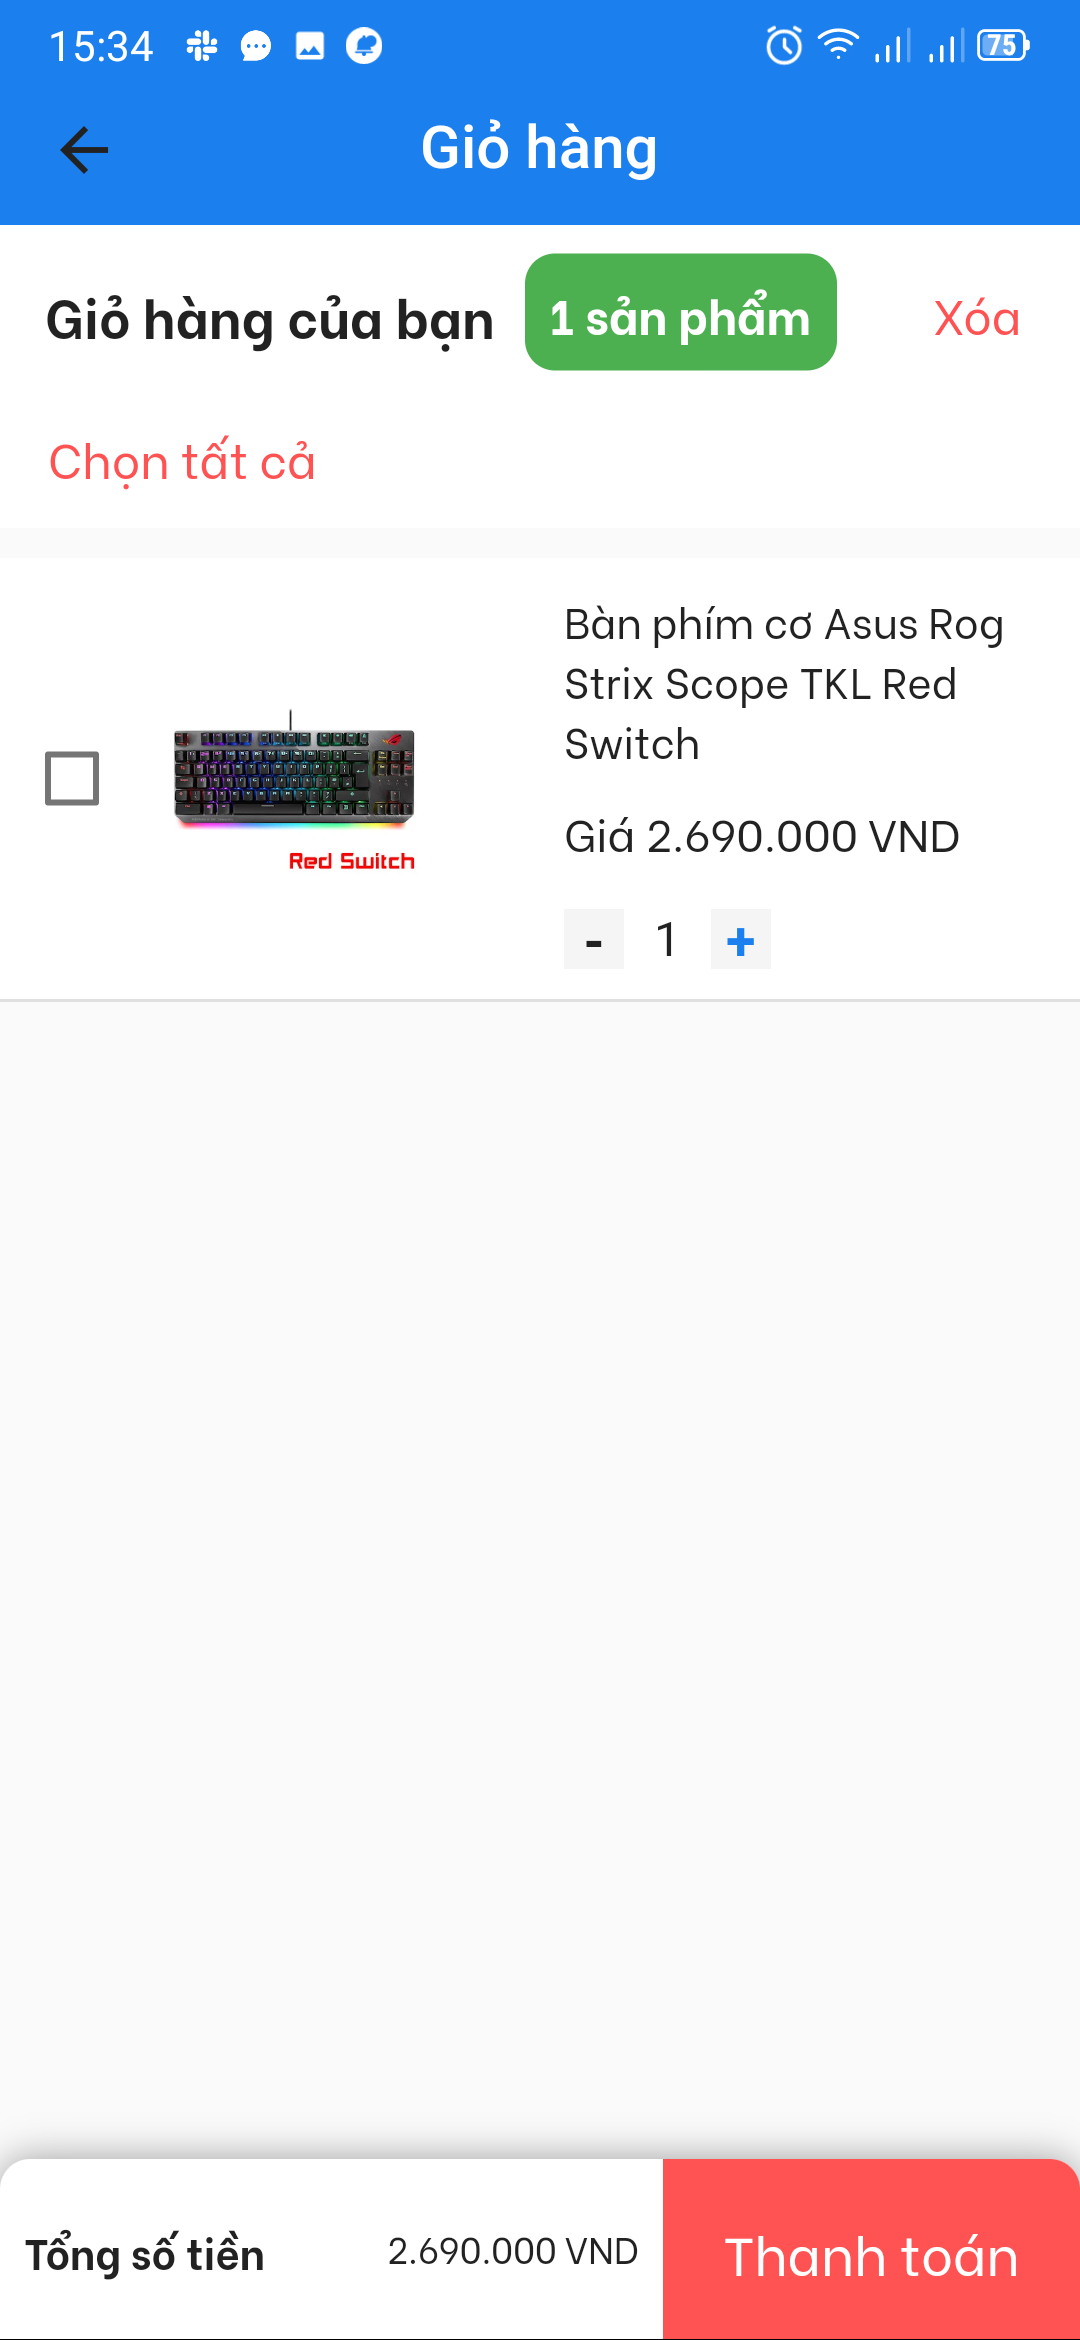 15:34
75
Giỏ hàng
Giỏ hàng của bạn
1 sản phẩm
Xóa
Chọn tất cả
Bàn phím cơ Asus Rog
Strix Scope TKL Red
Switch
Red Switch
Giá 2.690.000 VND
- 1 +
Tổng số tiền
2.690.000 VND
Thanh toán